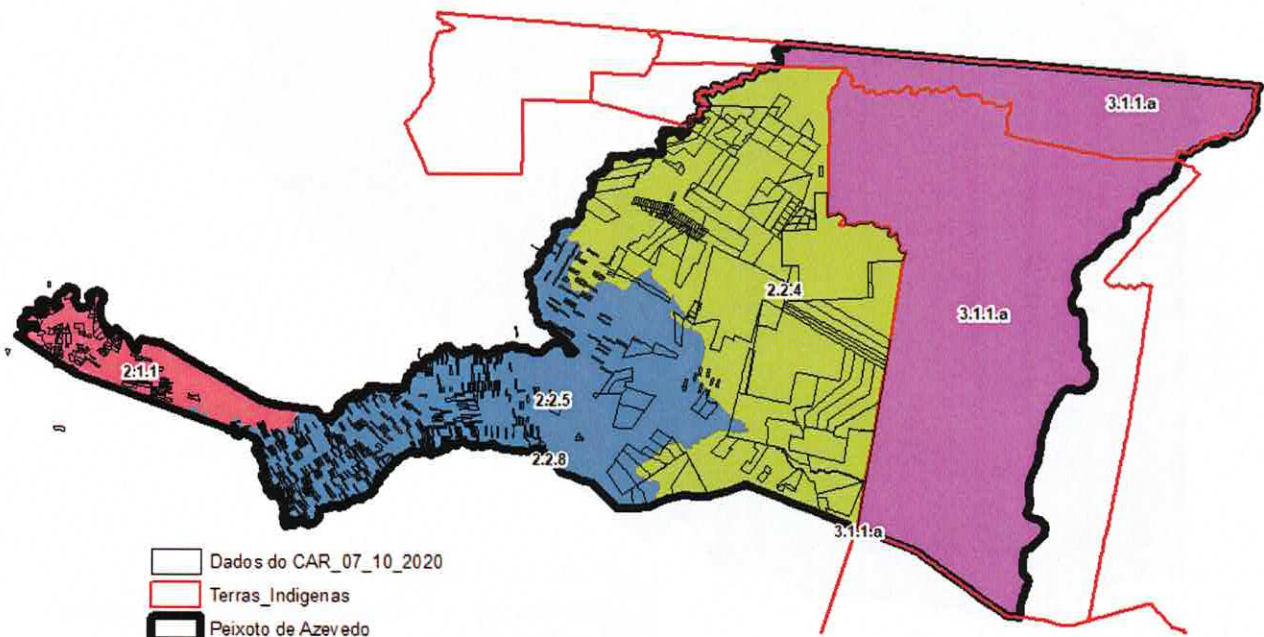 3.1.1.a
2.2.4
3.1.1.a
2.1.1
2.2.5
2.2.8
3.1.1.a
Dados do CAR_07_10_2020
Terras_Indigenas
Peixoto de Azevedo